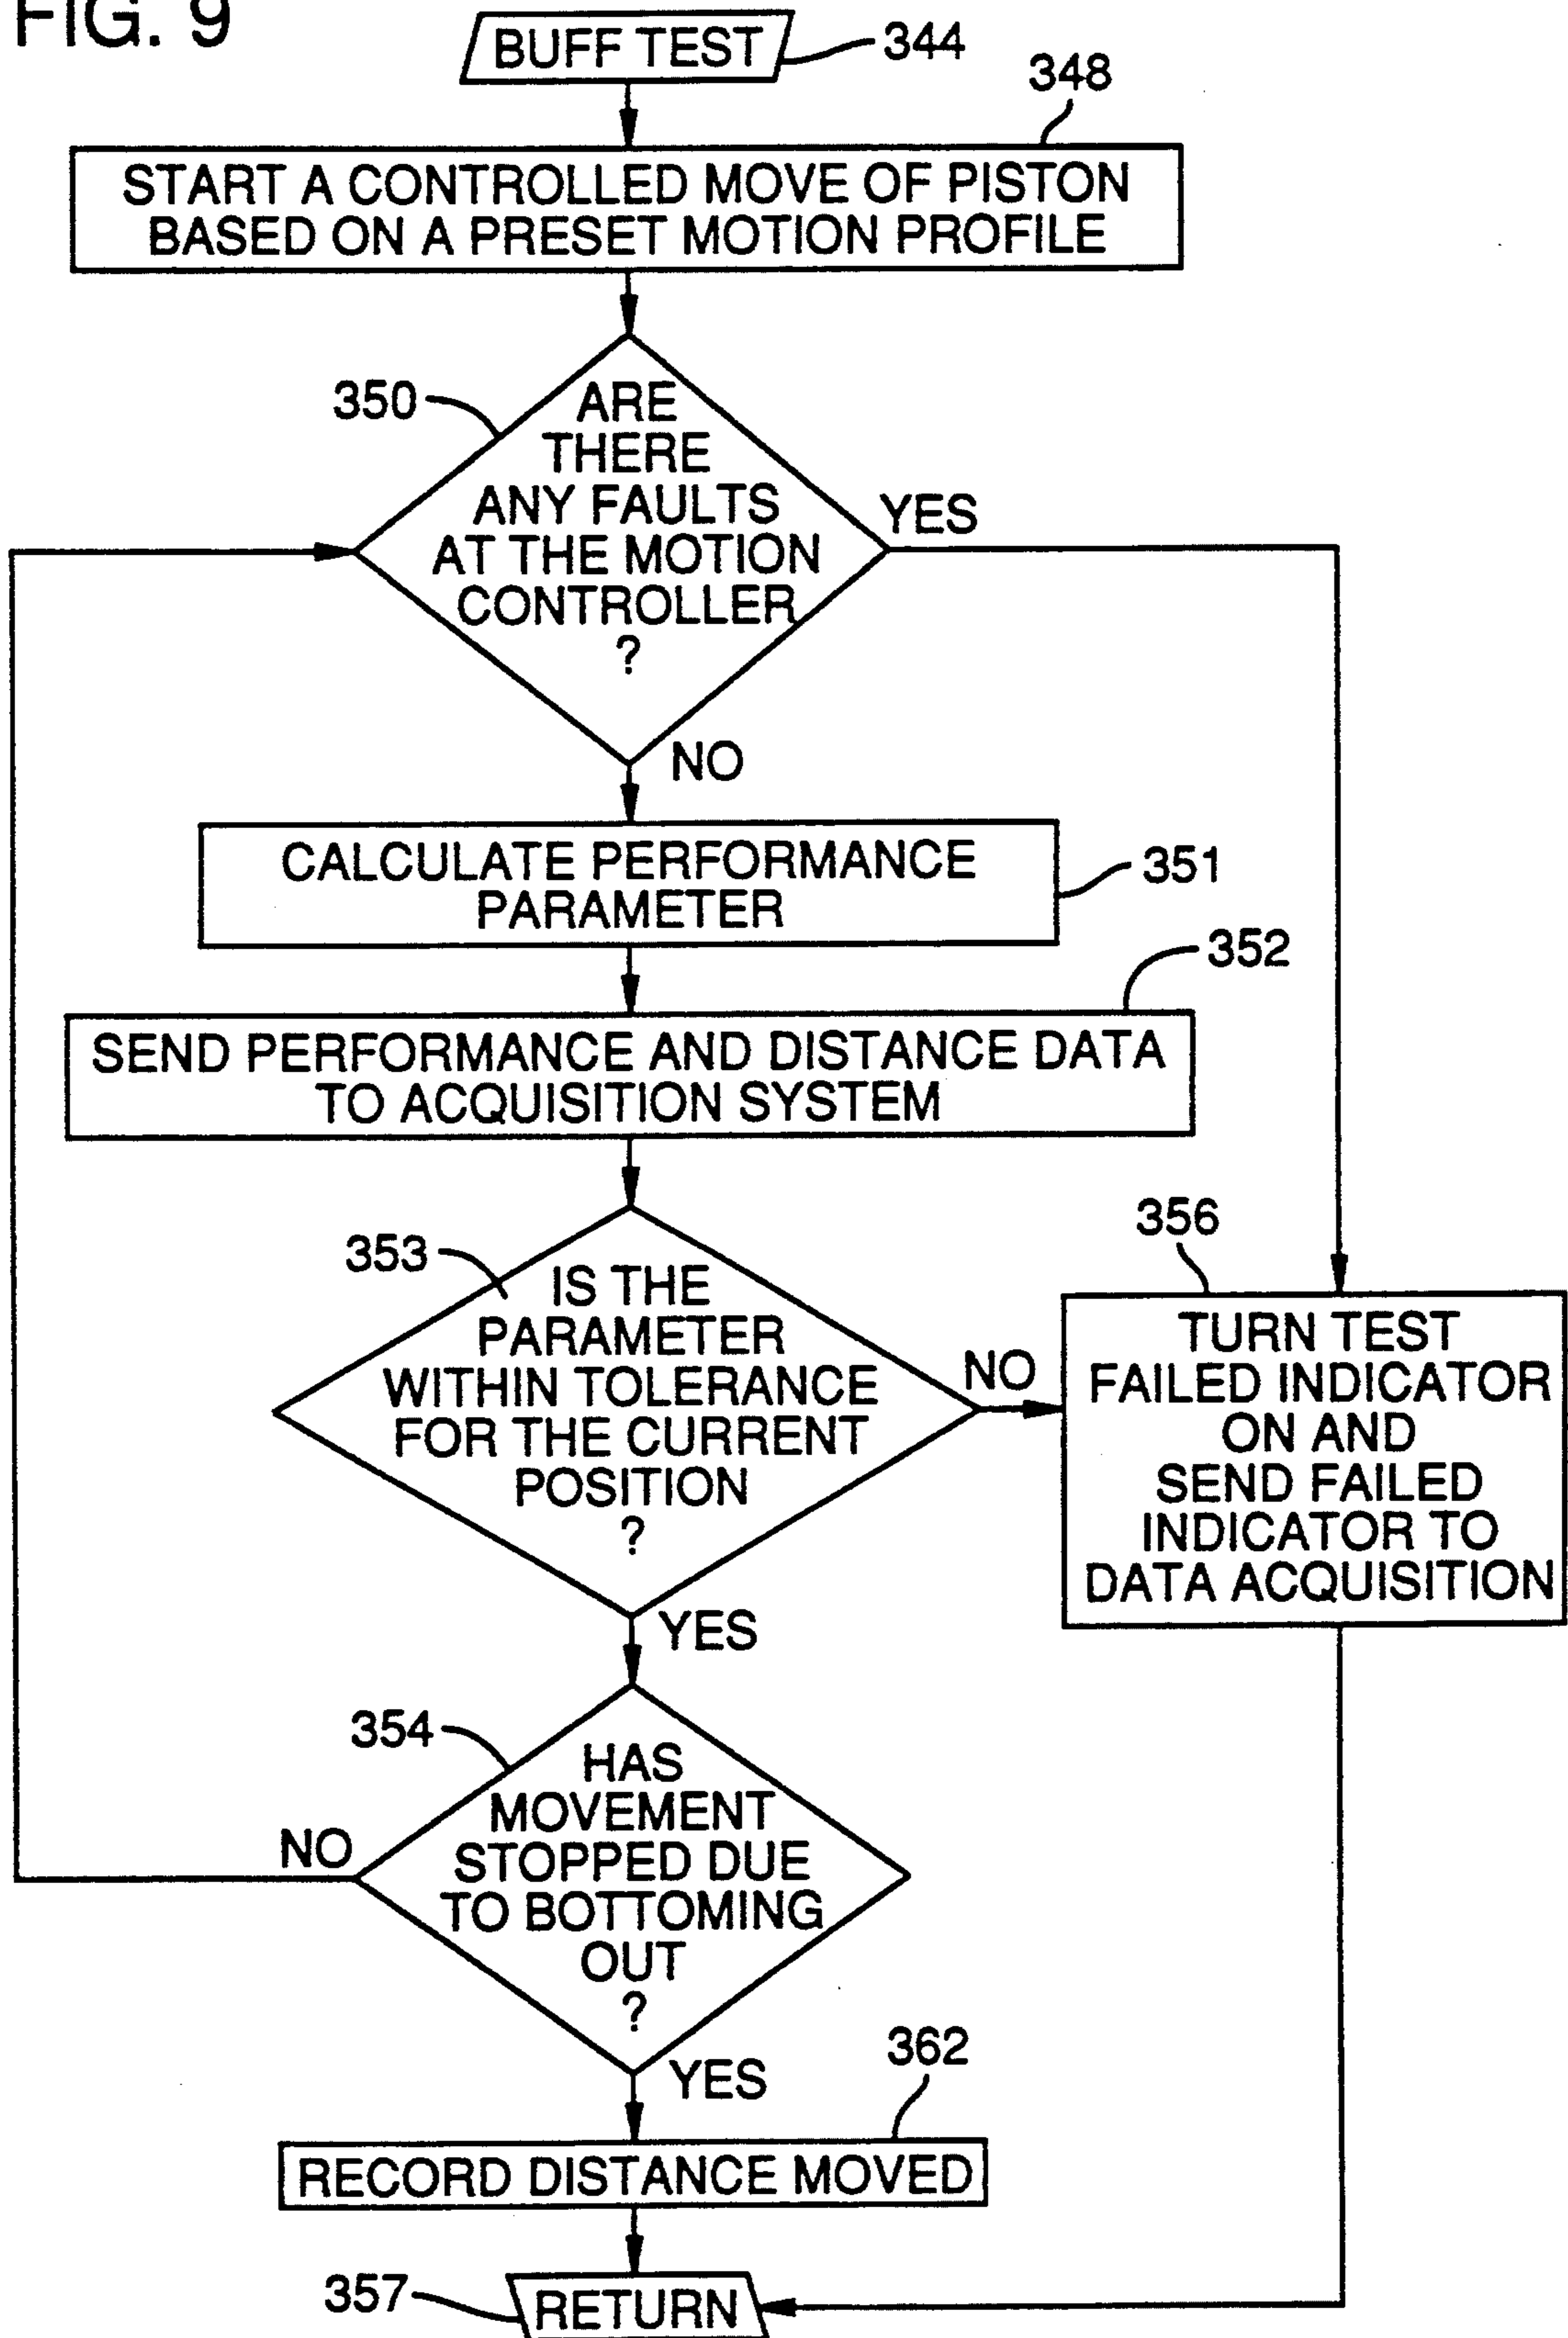 FIG. 9
BUFF TEST
344
348
START A CONTROLLED MOVE OF PISTON
BASED ON A PRESET MOTION PROFILE
350
ARE
THERE
ANY FAULTS
AT THE MOTION
CONTROLLER
?
YES
NO
CALCULATE PERFORMANCE
PARAMETER
351
352
SEND PERFORMANCE AND DISTANCE DATA
TO ACQUISITION SYSTEM
353
IS THE
PARAMETER
WITHIN TOLERANCE
FOR THE CURRENT
POSITION
?
NO
YES
356
TURN TEST
FAILED INDICATOR
ON AND
SEND FAILED
INDICATOR TO
DATA ACQUISITION
354
HAS
MOVEMENT
STOPPED DUE
TO BOTTOMING
OUT
?
NO
YES
362
RECORD DISTANCE MOVED
357
RETURN